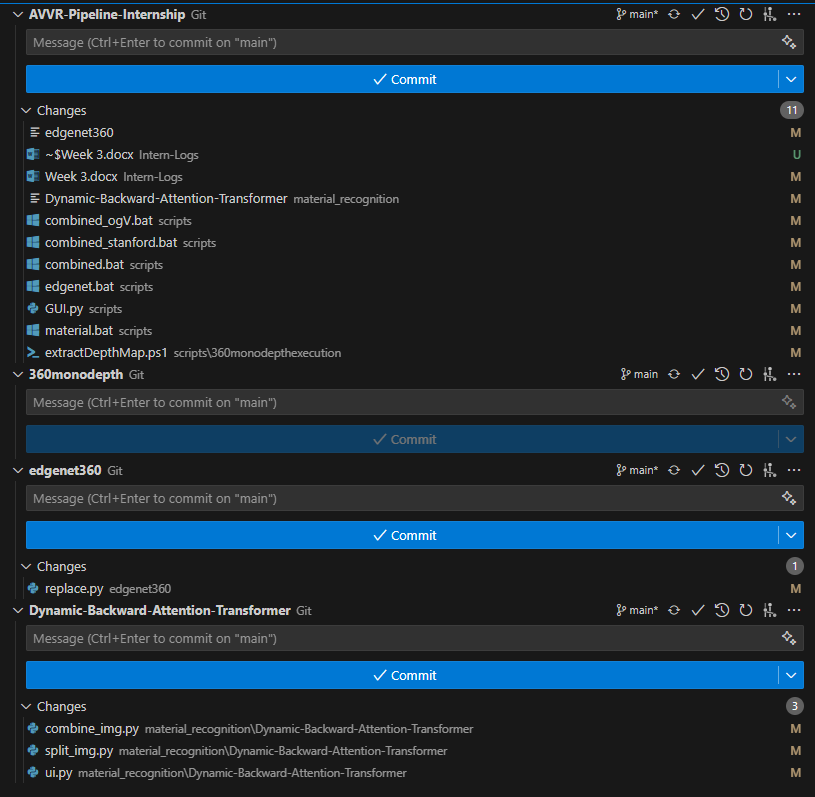 AVVR-Pipeline-Internship Git main*
Message (Ctrl+Enter to commit on "main")
Commit
Changes 11
edgenet360 M
~$Week 3.docx Intern-Logs U
Week 3.docx Intern-Logs M
Dynamic-Backward-Attention-Transformer material_recognition M
combined_ogV.bat scripts M
combined_stanford.bat scripts M
combined.bat scripts M
edgenet.bat scripts M
GUI.py scripts M
material.bat scripts M
extractDepthMap.ps1 scripts\360monodepthexecution M
360monodepth Git main
Message (Ctrl+Enter to commit on "main")
Commit
edgenet360 Git main*
Message (Ctrl+Enter to commit on "main")
Commit
Changes 1
replace.py edgenet360 M
Dynamic-Backward-Attention-Transformer Git main*
Message (Ctrl+Enter to commit on "main")
Commit
Changes 3
combine_img.py material_recognition\Dynamic-Backward-Attention-Transformer M
split_img.py material_recognition\Dynamic-Backward-Attention-Transformer M
ui.py material_recognition\Dynamic-Backward-Attention-Transformer M